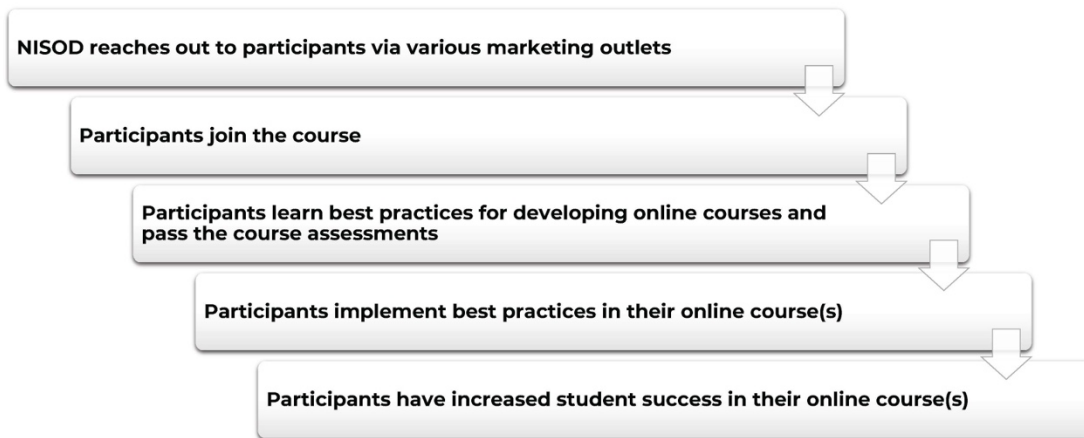 NISOD reaches out to participants via various marketing outlets
Participants join the course
Participants learn best practices for developing online courses and
pass the course assessments
Participants implement best practices in their online course(s)
Participants have increased student success in their online course(s)